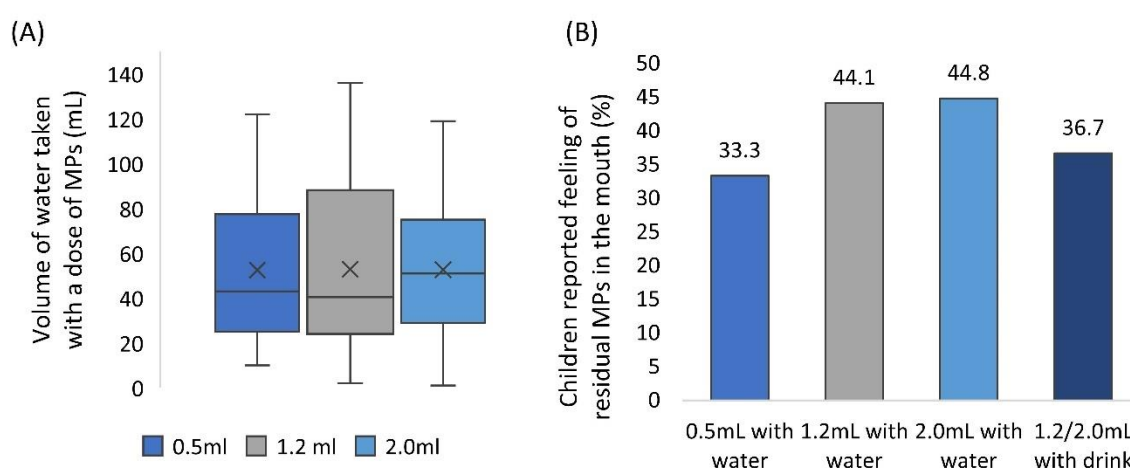 (A)
Volume of water taken
with a dose of MPs (mL)
140
120
100
80
60
40
20
0
0.5ml
1.2 ml
2.0ml
(B)
Children reported feeling of
residual MPs in the mouth (%)
50
45
40
35
30
25
20
15
10
5
0
33.3
44.1
44.8
36.7
0.5mL with
water
1.2mL with
water
2.0mL with
water
1.2/2.0mL
with drink